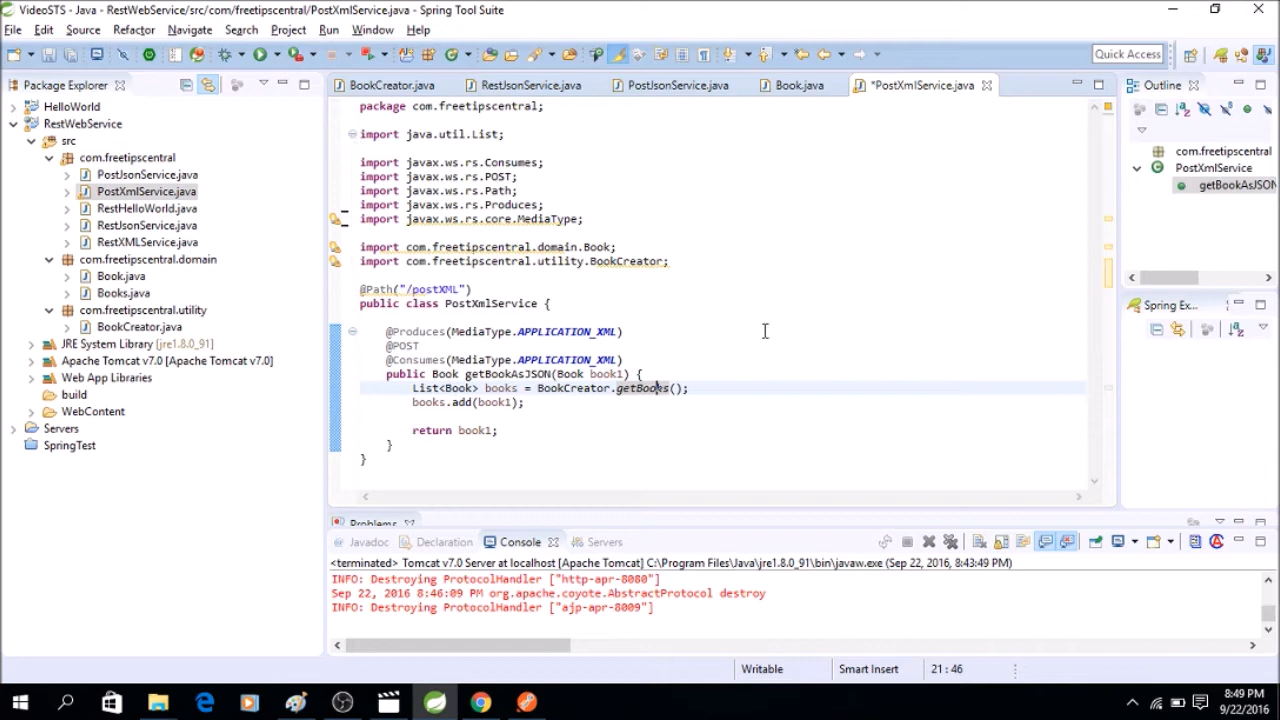 VideoSTS - Java - RestWebService/src/com/freetipscentral/PostXmlService.java - Spring Tool Suite
File Edit Source Refactor Navigate Search Project Run Window Help
Quick Access
Package Explorer
HelloWorld
RestWebService
src
com.freetipscentral
PostJsonService.java
PostXmlService.java
RestHelloWorld.java
RestJsonService.java
RestXMLService.java
com.freetipscentral.domain
Book.java
Books.java
com.freetipscentral.utility
BookCreator.java
JRE System Library [jre1.8.0_91]
Apache Tomcat v7.0 [Apache Tomcat v7.0]
Web App Libraries
build
WebContent
Servers
SpringTest
BookCreator.java RestJsonService.java PostJsonService.java Book.java *PostXmlService.java
package com.freetipscentral;
import java.util.List;
import javax.ws.rs.Consumes;
import javax.ws.rs.POST;
import javax.ws.rs.Path;
import javax.ws.rs.Produces;
import javax.ws.rs.core.MediaType;
import com.freetipscentral.domain.Book;
import com.freetipscentral.utility.BookCreator;
@Path("/postXML")
public class PostXmlService {
@Produces(MediaType.APPLICATION_XML)
@POST
@Consumes(MediaType.APPLICATION_XML)
public Book getBookAsJSON(Book book1) {
List<Book> books = BookCreator.getBooks();
books.add(book1);
return book1;
}
}
Outline
com.freetipscentral
PostXmlService
getBookAsJSON
Spring Ex...
Problems
Javadoc Declaration Console Servers
<terminated> Tomcat v7.0 Server at localhost [Apache Tomcat] C:\Program Files\Java\jre1.8.0_91\bin\javaw.exe (Sep 22, 2016, 8:43:49 PM)
INFO: Destroying ProtocolHandler ["http-apr-8080"]
Sep 22, 2016 8:46:09 PM org.apache.coyote.AbstractProtocol destroy
INFO: Destroying ProtocolHandler ["ajp-apr-8009"]
Writable Smart Insert 21 : 46
8:49 PM
9/22/2016